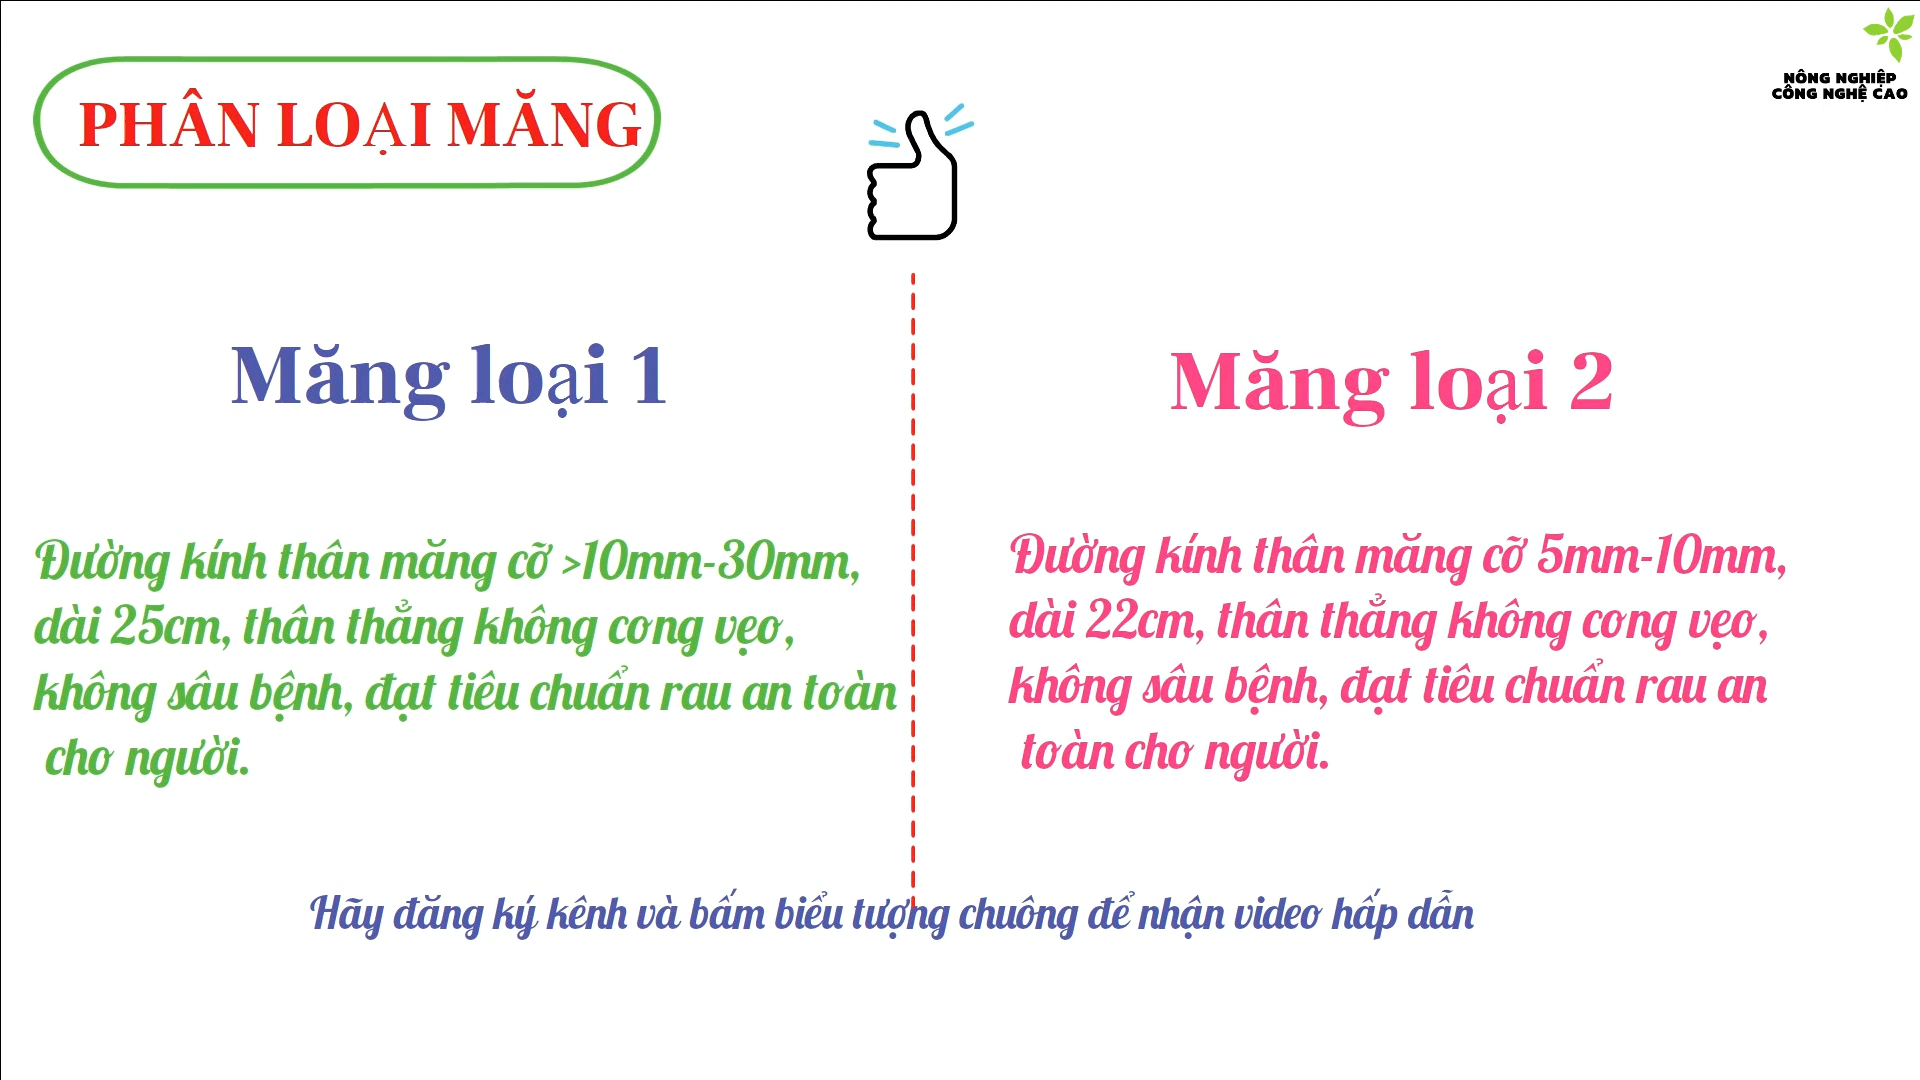 NÔNG NGHIỆP
CÔNG NGHỆ CAO
PHÂN LOẠI MĂNG
Măng loại 1
Đường kính thân măng cỡ >10mm-30mm,
dài 25cm, thân thẳng không cong vẹo,
không sâu bệnh, đạt tiêu chuẩn rau an toàn
cho người.
Măng loại 2
Đường kính thân măng cỡ 5mm-10mm,
dài 22cm, thân thẳng không cong vẹo,
không sâu bệnh, đạt tiêu chuẩn rau an
toàn cho người.
Hãy đăng ký kênh và bấm biểu tượng chuông để nhận video hấp dẫn